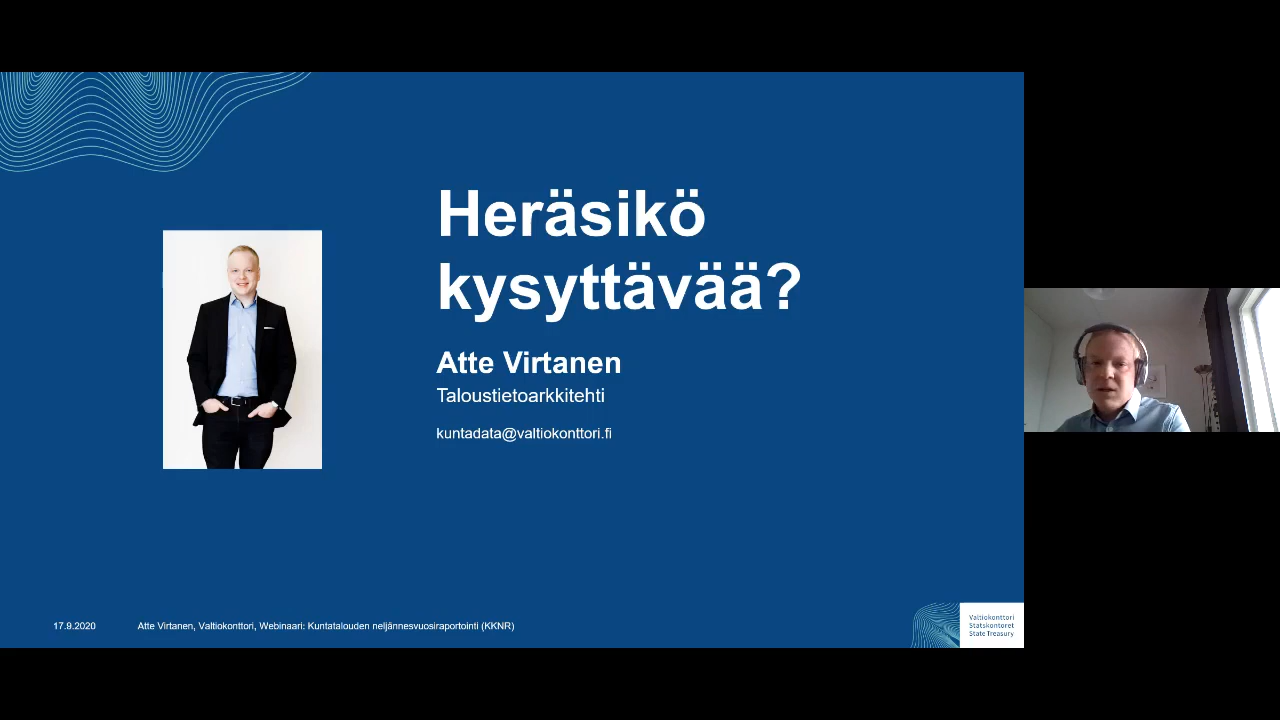 Heräsikö
kysyttävää?
Atte Virtanen
Taloustietoarkkitehti
kuntadata@valtiokonttori.fi
17.9.2020
Atte Virtanen, Valtiokonttori, Webinaari: Kuntatalouden neljännesvuosiraportointi (KKNR)
Valtiokonttori
Statskontoret
State Treasury